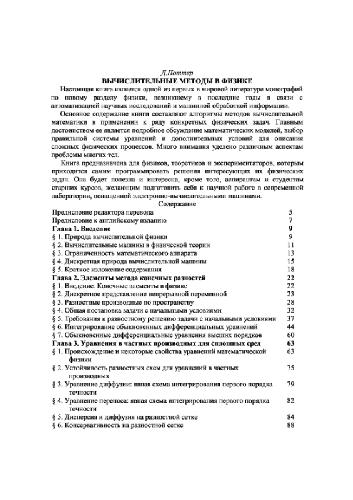 Д.Поттер
ВЫЧИСЛИТЕЛЬНЫЕ МЕТОДЫ В ФИЗИКЕ
Настоящая книга является одной из первых в мировой литературе монографий
по новому разделу физики, возникшему в последние годы в связи с
автоматизацией научных исследований и машинной обработкой информации.
Основное содержание книги составляют алгоритмы методов вычислительной
математики в применении к ряду конкретных физических задач. Главным
достоинством ее является подробное обсуждение математических моделей, выбор
правильной системы уравнений и дополнительных условий для описания
сложных физических процессов. Много внимания уделено различным аспектам
проблемы многих тел.
Книга предназначена для физиков, теоретиков и экспериментаторов, которым
приходится самим программировать решения интересующих их физических
задач. Она будет полезна и интересна, кроме того, аспирантам и студентам
старших курсов, желающим подготовить себя к научной работе в современной
лаборатории, оснащенной электронно-вычислительными машинами.
Содержание
Предисловие редактора перевода 5
Предисловие к английскому изданию 7
Глава 1. Введение 9
§ 1. Природа вычислительной физики 9
§ 2. Вычислительные машины в физической теории 11
§ 3. Ограниченность математического аппарата 13
§ 4. Дискретная природа вычислительной машины 15
§ 5. Краткое изложение содержания 18
Глава 2. Элементы метода конечных разностей 22
§ 1. Введение: Конечные элементы в физике 22
§ 2. Дискретное представление непрерывной переменной 23
§ 3. Разностные производные по пространству 28
§ 4. Общая постановка задачи с начальными условиями 32
§ 5. Требования к разностному решению задачи с начальными условиями 37
§ 6. Интегрирование обыкновенных дифференциальных уравнений 44
§ 7. Обыкновенные дифференциальные уравнения высших порядков 60
Глава 3. Уравнения в частных производных для сплошных сред 63
§ 1. Происхождение и некоторые свойства уравнений математической 63
физики
§ 2. Устойчивость разностных схем для уравнений в частных 75
производных
§ 3. Уравнение диффузии: явная схема интегрирования первого порядка 79
точности
§ 4. Уравнение переноса: явная схема интегрирования первого порядка 82
точности
§ 5. Дисперсия и диффузия на разностной сетке 84
§ 6. Консервативность на разностной сетке 88